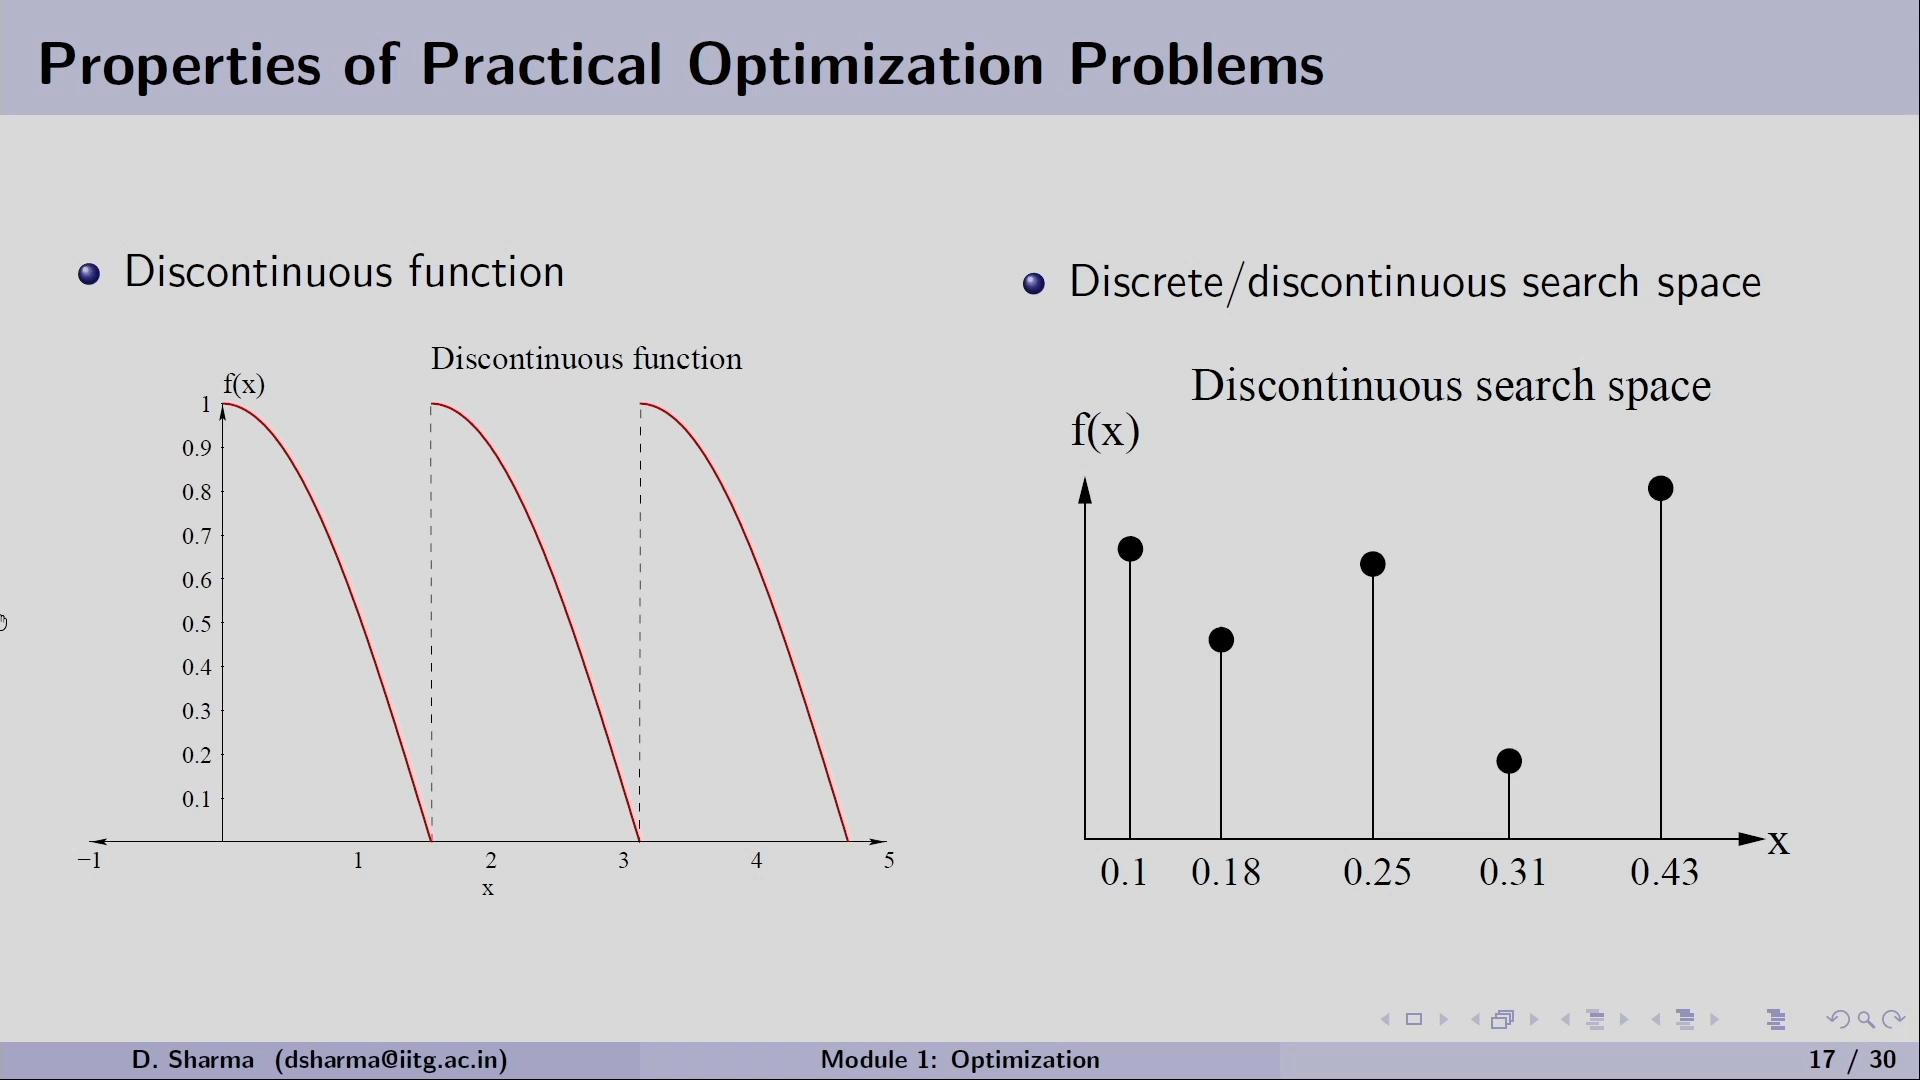 Properties of Practical Optimization Problems
Discontinuous function
Discontinuous function
f(x)
1
0.9
0.8
0.7
0.6
0.5
0.4
0.3
0.2
0.1
−1 1 2 3 4 5
x
Discrete/discontinuous search space
Discontinuous search space
f(x)
x
0.1 0.18 0.25 0.31 0.43
D. Sharma (dsharma@iitg.ac.in) Module 1: Optimization 17 / 30